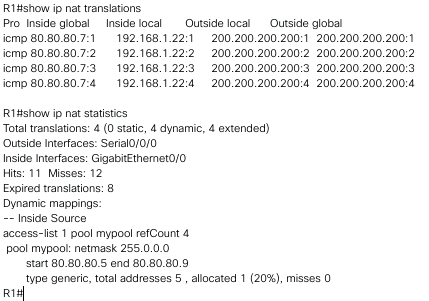 R1#show ip nat translations
Pro Inside global Inside local Outside local Outside global
icmp 80.80.80.7:1 192.168.1.22:1 200.200.200.200:1 200.200.200.200:1
icmp 80.80.80.7:2 192.168.1.22:2 200.200.200.200:2 200.200.200.200:2
icmp 80.80.80.7:3 192.168.1.22:3 200.200.200.200:3 200.200.200.200:3
icmp 80.80.80.7:4 192.168.1.22:4 200.200.200.200:4 200.200.200.200:4

R1#show ip nat statistics
Total translations: 4 (0 static, 4 dynamic, 4 extended)
Outside Interfaces: Serial0/0/0
Inside Interfaces: GigabitEthernet0/0
Hits: 11 Misses: 12
Expired translations: 8
Dynamic mappings:
-- Inside Source
access-list 1 pool mypool refCount 4
pool mypool: netmask 255.0.0.0
start 80.80.80.5 end 80.80.80.9
type generic, total addresses 5 , allocated 1 (20%), misses 0
R1#